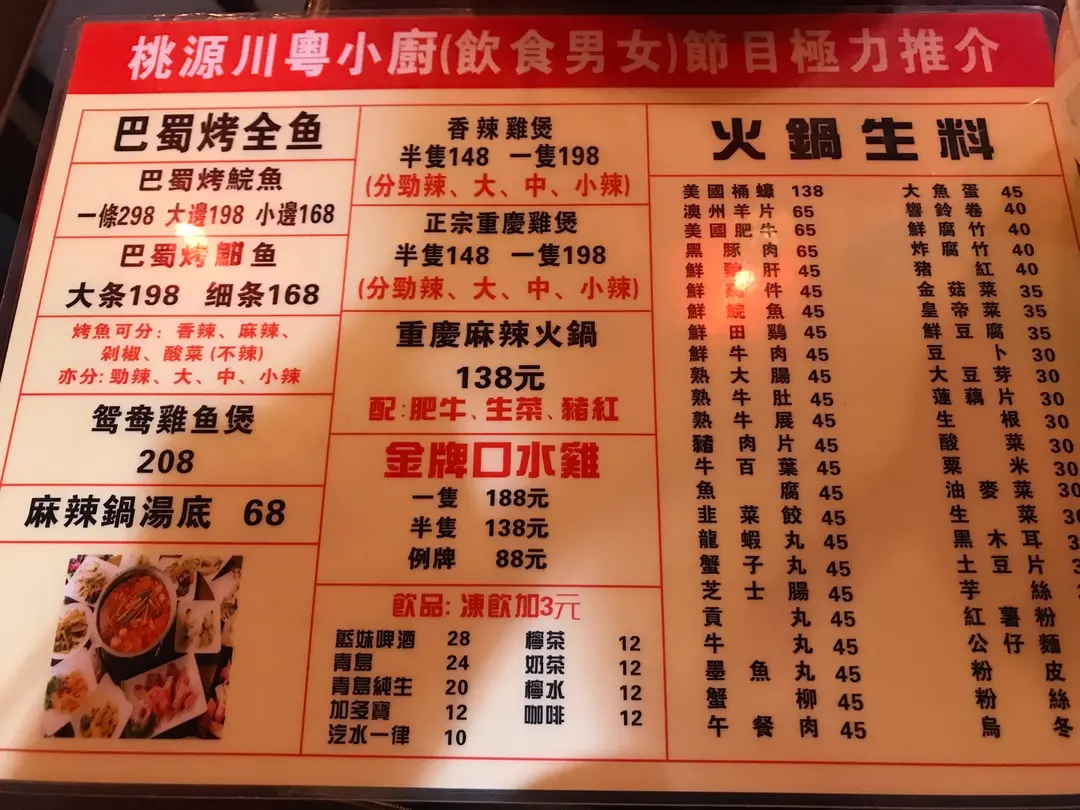 桃源川粵小廚(飲食男女)節目極力推介
巴蜀烤全鱼
巴蜀烤鯇魚
一條298 大邊198 小邊168
巴蜀烤鱼
大条198 细条168
烤魚可分：香辣、麻辣、
剁椒、酸菜(不辣)
亦分:勁辣、大、中、小辣
鸳鸯雞鱼煲
208
麻辣鍋湯底 68
香辣雞煲
半隻148 一隻198
(分勁辣、大、中、小辣)
正宗重慶雞煲
半隻148 一隻198
(分勁辣、大、中、小辣)
重慶麻辣火鍋
138元
配:肥牛、生菜、豬紅
金牌口水雞
一隻 188元
半隻 138元
例牌 88元
飲品: 凍飲加3元
籃妹啤酒 28
青島 24
青島純生 20
加多寶 12
汽水一律 10
檸茶 12
奶茶 12
檸水 12
咖啡 12
火鍋生料
美國桶蠔 138
澳州羊片 65
美國肥牛 65
黑豚肉 65
鮮肝 45
鮮件 45
鮮鯇魚 45
鮮田鷄 45
鮮牛肉 45
熟大腸 45
熟牛肚 45
熟牛展 45
豬肉片 45
牛百葉 45
魚腐 45
韭菜餃 45
龍蝦丸 45
蟹子丸 45
芝士腸 45
貢丸 45
牛丸 45
墨魚丸 45
蟹柳 45
午餐肉 45
大魚蛋 45
響鈴卷 40
鮮腐竹 40
炸腐竹 40
猪紅 40
金菇菜 35
皇帝菜 35
鮮豆腐 35
豆卜 30
大豆芽 30
蓮藕片 30
生根 30
酸菜 30
粟米 30
油麥菜 30
生菜 30
黑木耳
土豆片
芋絲
紅薯粉
公仔麵
粉皮
粉絲
烏冬